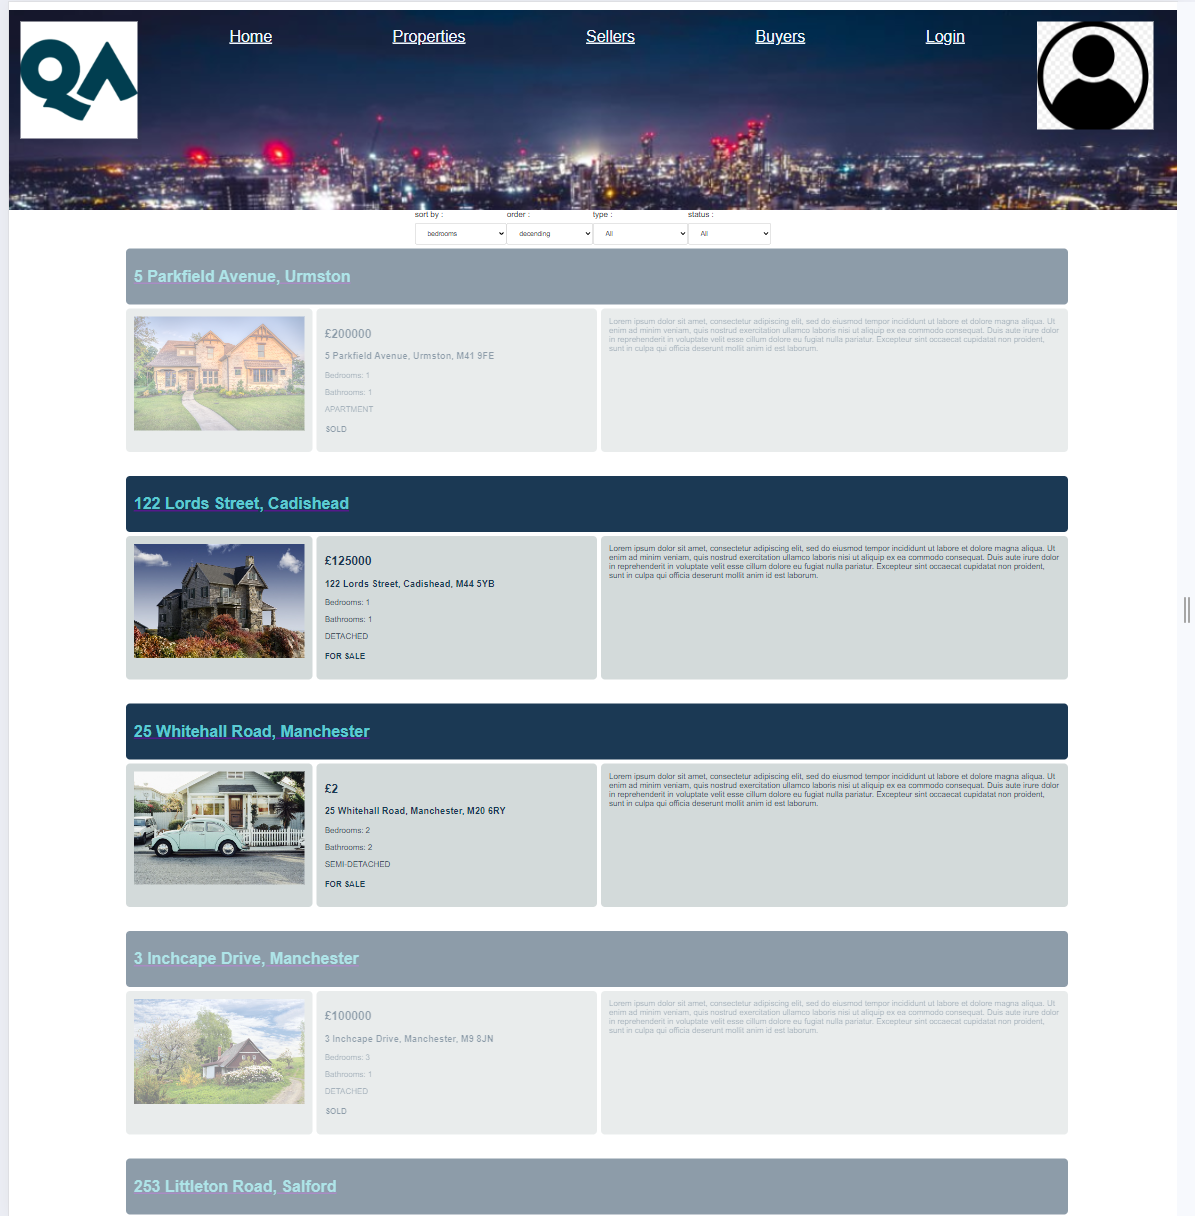 QA
Home Properties Sellers Buyers Login
sort by : order : type : status :
bedrooms decending All All
5 Parkfield Avenue, Urmston
£200000
5 Parkfield Avenue, Urmston, M41 9FE
Bedrooms: 1
Bathrooms: 1
APARTMENT
SOLD
Lorem ipsum dolor sit amet, consectetur adipiscing elit, sed do eiusmod tempor incididunt ut labore et dolore magna aliqua. Ut
enim ad minim veniam, quis nostrud exercitation ullamco laboris nisi ut aliquip ex ea commodo consequat. Duis aute irure dolor
in reprehenderit in voluptate velit esse cillum dolore eu fugiat nulla pariatur. Excepteur sint occaecat cupidatat non proident,
sunt in culpa qui officia deserunt mollit anim id est laborum.
122 Lords Street, Cadishead
£125000
122 Lords Street, Cadishead, M44 5YB
Bedrooms: 1
Bathrooms: 1
DETACHED
FOR SALE
Lorem ipsum dolor sit amet, consectetur adipiscing elit, sed do eiusmod tempor incididunt ut labore et dolore magna aliqua. Ut
enim ad minim veniam, quis nostrud exercitation ullamco laboris nisi ut aliquip ex ea commodo consequat. Duis aute irure dolor
in reprehenderit in voluptate velit esse cillum dolore eu fugiat nulla pariatur. Excepteur sint occaecat cupidatat non proident,
sunt in culpa qui officia deserunt mollit anim id est laborum.
25 Whitehall Road, Manchester
£2
25 Whitehall Road, Manchester, M20 6RY
Bedrooms: 2
Bathrooms: 2
SEMI-DETACHED
FOR SALE
Lorem ipsum dolor sit amet, consectetur adipiscing elit, sed do eiusmod tempor incididunt ut labore et dolore magna aliqua. Ut
enim ad minim veniam, quis nostrud exercitation ullamco laboris nisi ut aliquip ex ea commodo consequat. Duis aute irure dolor
in reprehenderit in voluptate velit esse cillum dolore eu fugiat nulla pariatur. Excepteur sint occaecat cupidatat non proident,
sunt in culpa qui officia deserunt mollit anim id est laborum.
3 Inchcape Drive, Manchester
£100000
3 Inchcape Drive, Manchester, M9 8JN
Bedrooms: 3
Bathrooms: 1
DETACHED
SOLD
Lorem ipsum dolor sit amet, consectetur adipiscing elit, sed do eiusmod tempor incididunt ut labore et dolore magna aliqua. Ut
enim ad minim veniam, quis nostrud exercitation ullamco laboris nisi ut aliquip ex ea commodo consequat. Duis aute irure dolor
in reprehenderit in voluptate velit esse cillum dolore eu fugiat nulla pariatur. Excepteur sint occaecat cupidatat non proident,
sunt in culpa qui officia deserunt mollit anim id est laborum.
253 Littleton Road, Salford